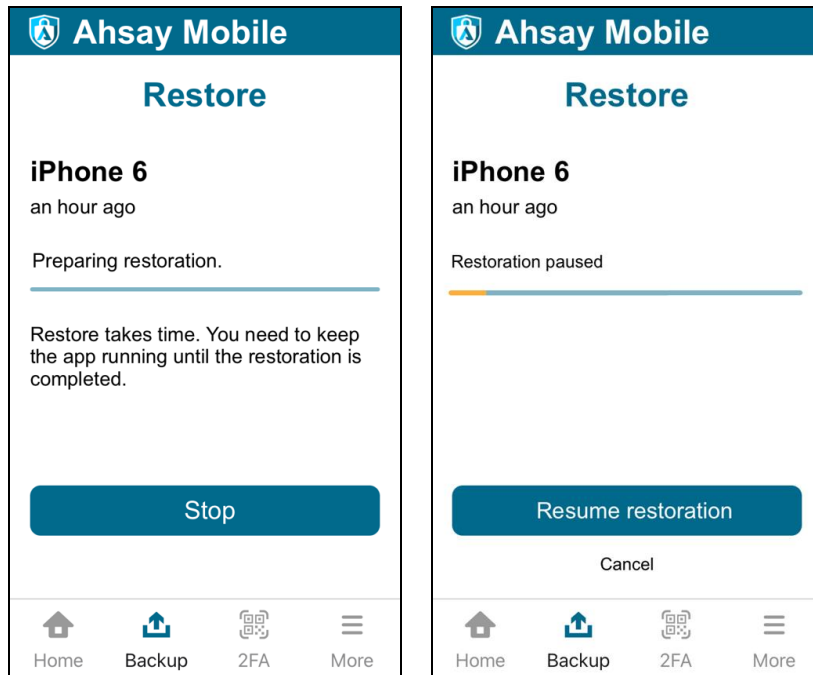 Ahsay Mobile
Restore
iPhone 6
an hour ago
Preparing restoration.
Restore takes time. You need to keep
the app running until the restoration is
completed.
Stop
Home Backup 2FA More
Ahsay Mobile
Restore
iPhone 6
an hour ago
Restoration paused
Resume restoration
Cancel
Home Backup 2FA More